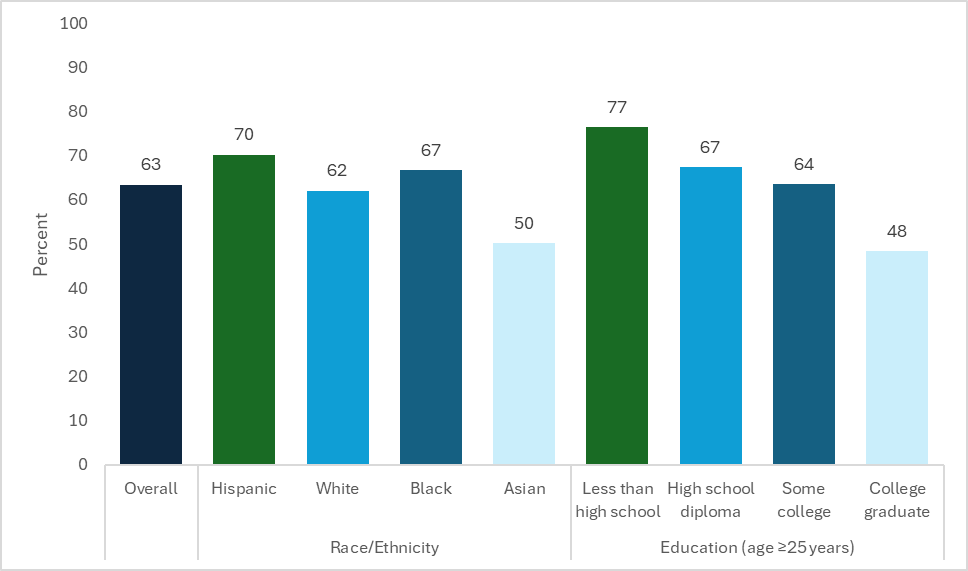 100
90
80
70
60
50
40
30
20
10
0
Percent
63
70
62
67
50
77
67
64
48
Overall
Hispanic
White
Black
Asian
Less than
high school
High school
diploma
Some
college
College
graduate
Race/Ethnicity
Education (age ≥25 years)